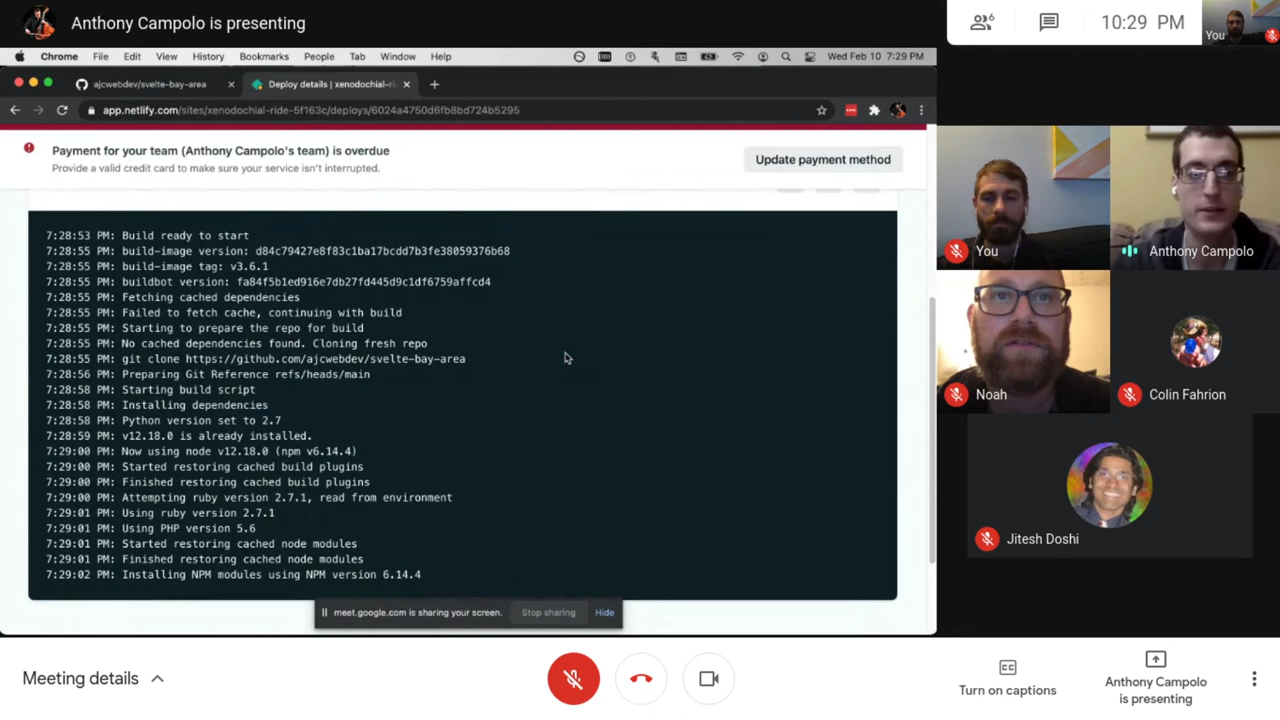 Anthony Campolo is presenting
6
10:29 PM
You
Chrome File Edit View History Bookmarks People Tab Window Help
Wed Feb 10 7:29 PM
ajcwebdev/svelte-bay-area
Deploy details | xenodochial-ri
app.netlify.com/sites/xenodochial-ride-5f163c/deploys/6024a4750d6fb8bd724b5295
Payment for your team (Anthony Campolo's team) is overdue
Provide a valid credit card to make sure your service isn't interrupted.
Update payment method
7:28:53 PM: Build ready to start
7:28:55 PM: build-image version: d84c79427e8f83c1ba17bcdd7b3fe38059376b68
7:28:55 PM: build-image tag: v3.6.1
7:28:55 PM: buildbot version: fa84f5b1ed916e7db27fd445d9c1df6759affcd4
7:28:55 PM: Fetching cached dependencies
7:28:55 PM: Failed to fetch cache, continuing with build
7:28:55 PM: Starting to prepare the repo for build
7:28:55 PM: No cached dependencies found. Cloning fresh repo
7:28:55 PM: git clone https://github.com/ajcwebdev/svelte-bay-area
7:28:56 PM: Preparing Git Reference refs/heads/main
7:28:58 PM: Starting build script
7:28:58 PM: Installing dependencies
7:28:58 PM: Python version set to 2.7
7:28:59 PM: v12.18.0 is already installed.
7:29:00 PM: Now using node v12.18.0 (npm v6.14.4)
7:29:00 PM: Started restoring cached build plugins
7:29:00 PM: Finished restoring cached build plugins
7:29:00 PM: Attempting ruby version 2.7.1, read from environment
7:29:01 PM: Using ruby version 2.7.1
7:29:01 PM: Using PHP version 5.6
7:29:01 PM: Started restoring cached node modules
7:29:01 PM: Finished restoring cached node modules
7:29:02 PM: Installing NPM modules using NPM version 6.14.4
meet.google.com is sharing your screen.
Stop sharing
Hide
You
Anthony Campolo
Noah
Colin Fahrion
Jitesh Doshi
Meeting details
Turn on captions
Anthony Campolo
is presenting